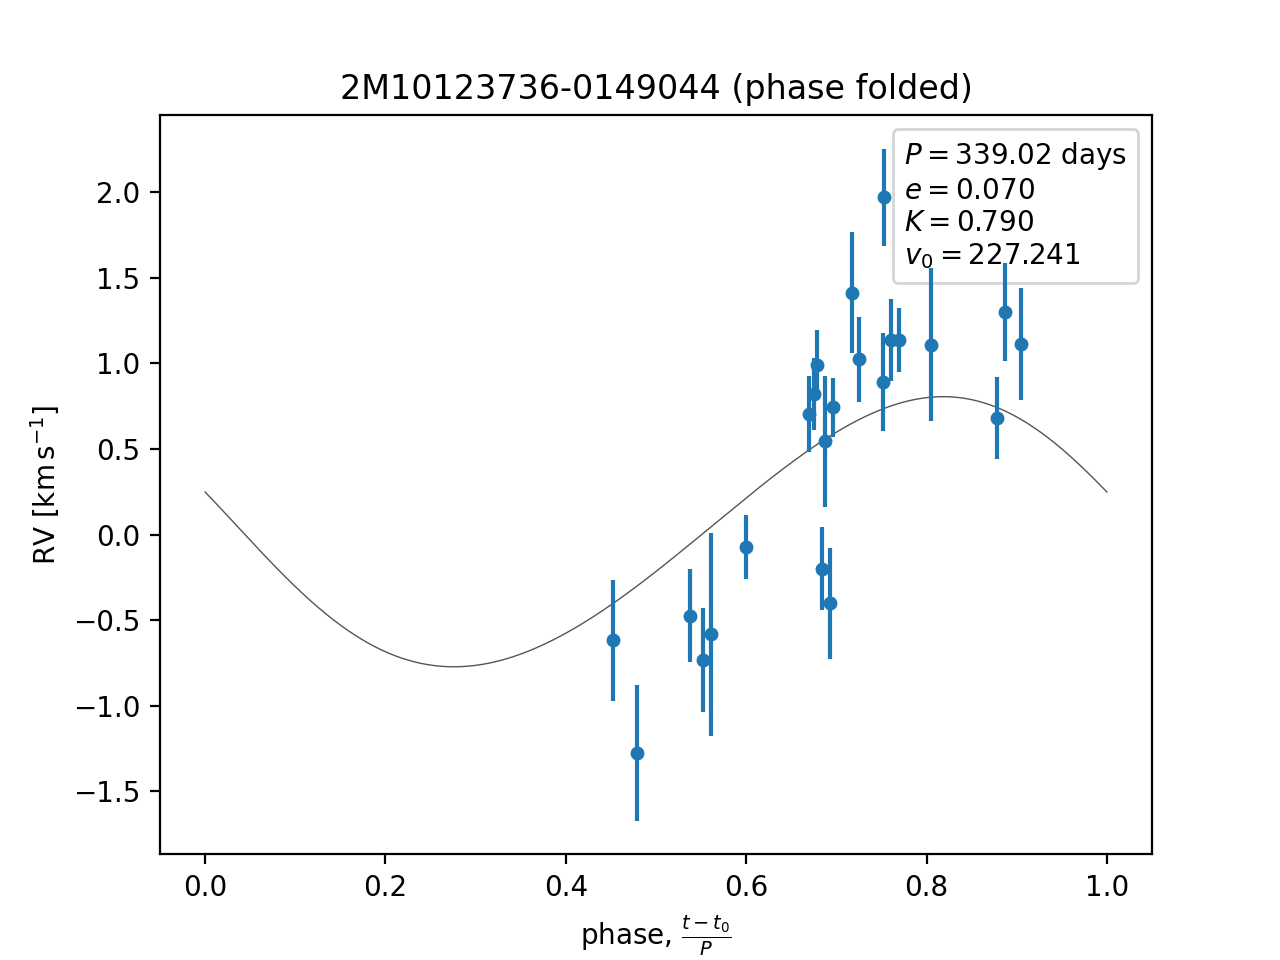 2M10123736-0149044 (phase folded)
P = 339.02 days
e = 0.070
K = 0.790
v₀ = 227.241
RV [km s⁻¹]
2.0
1.5
1.0
0.5
0.0
−0.5
−1.0
−1.5
0.0 0.2 0.4 0.6 0.8 1.0
phase, (t − t₀)/P